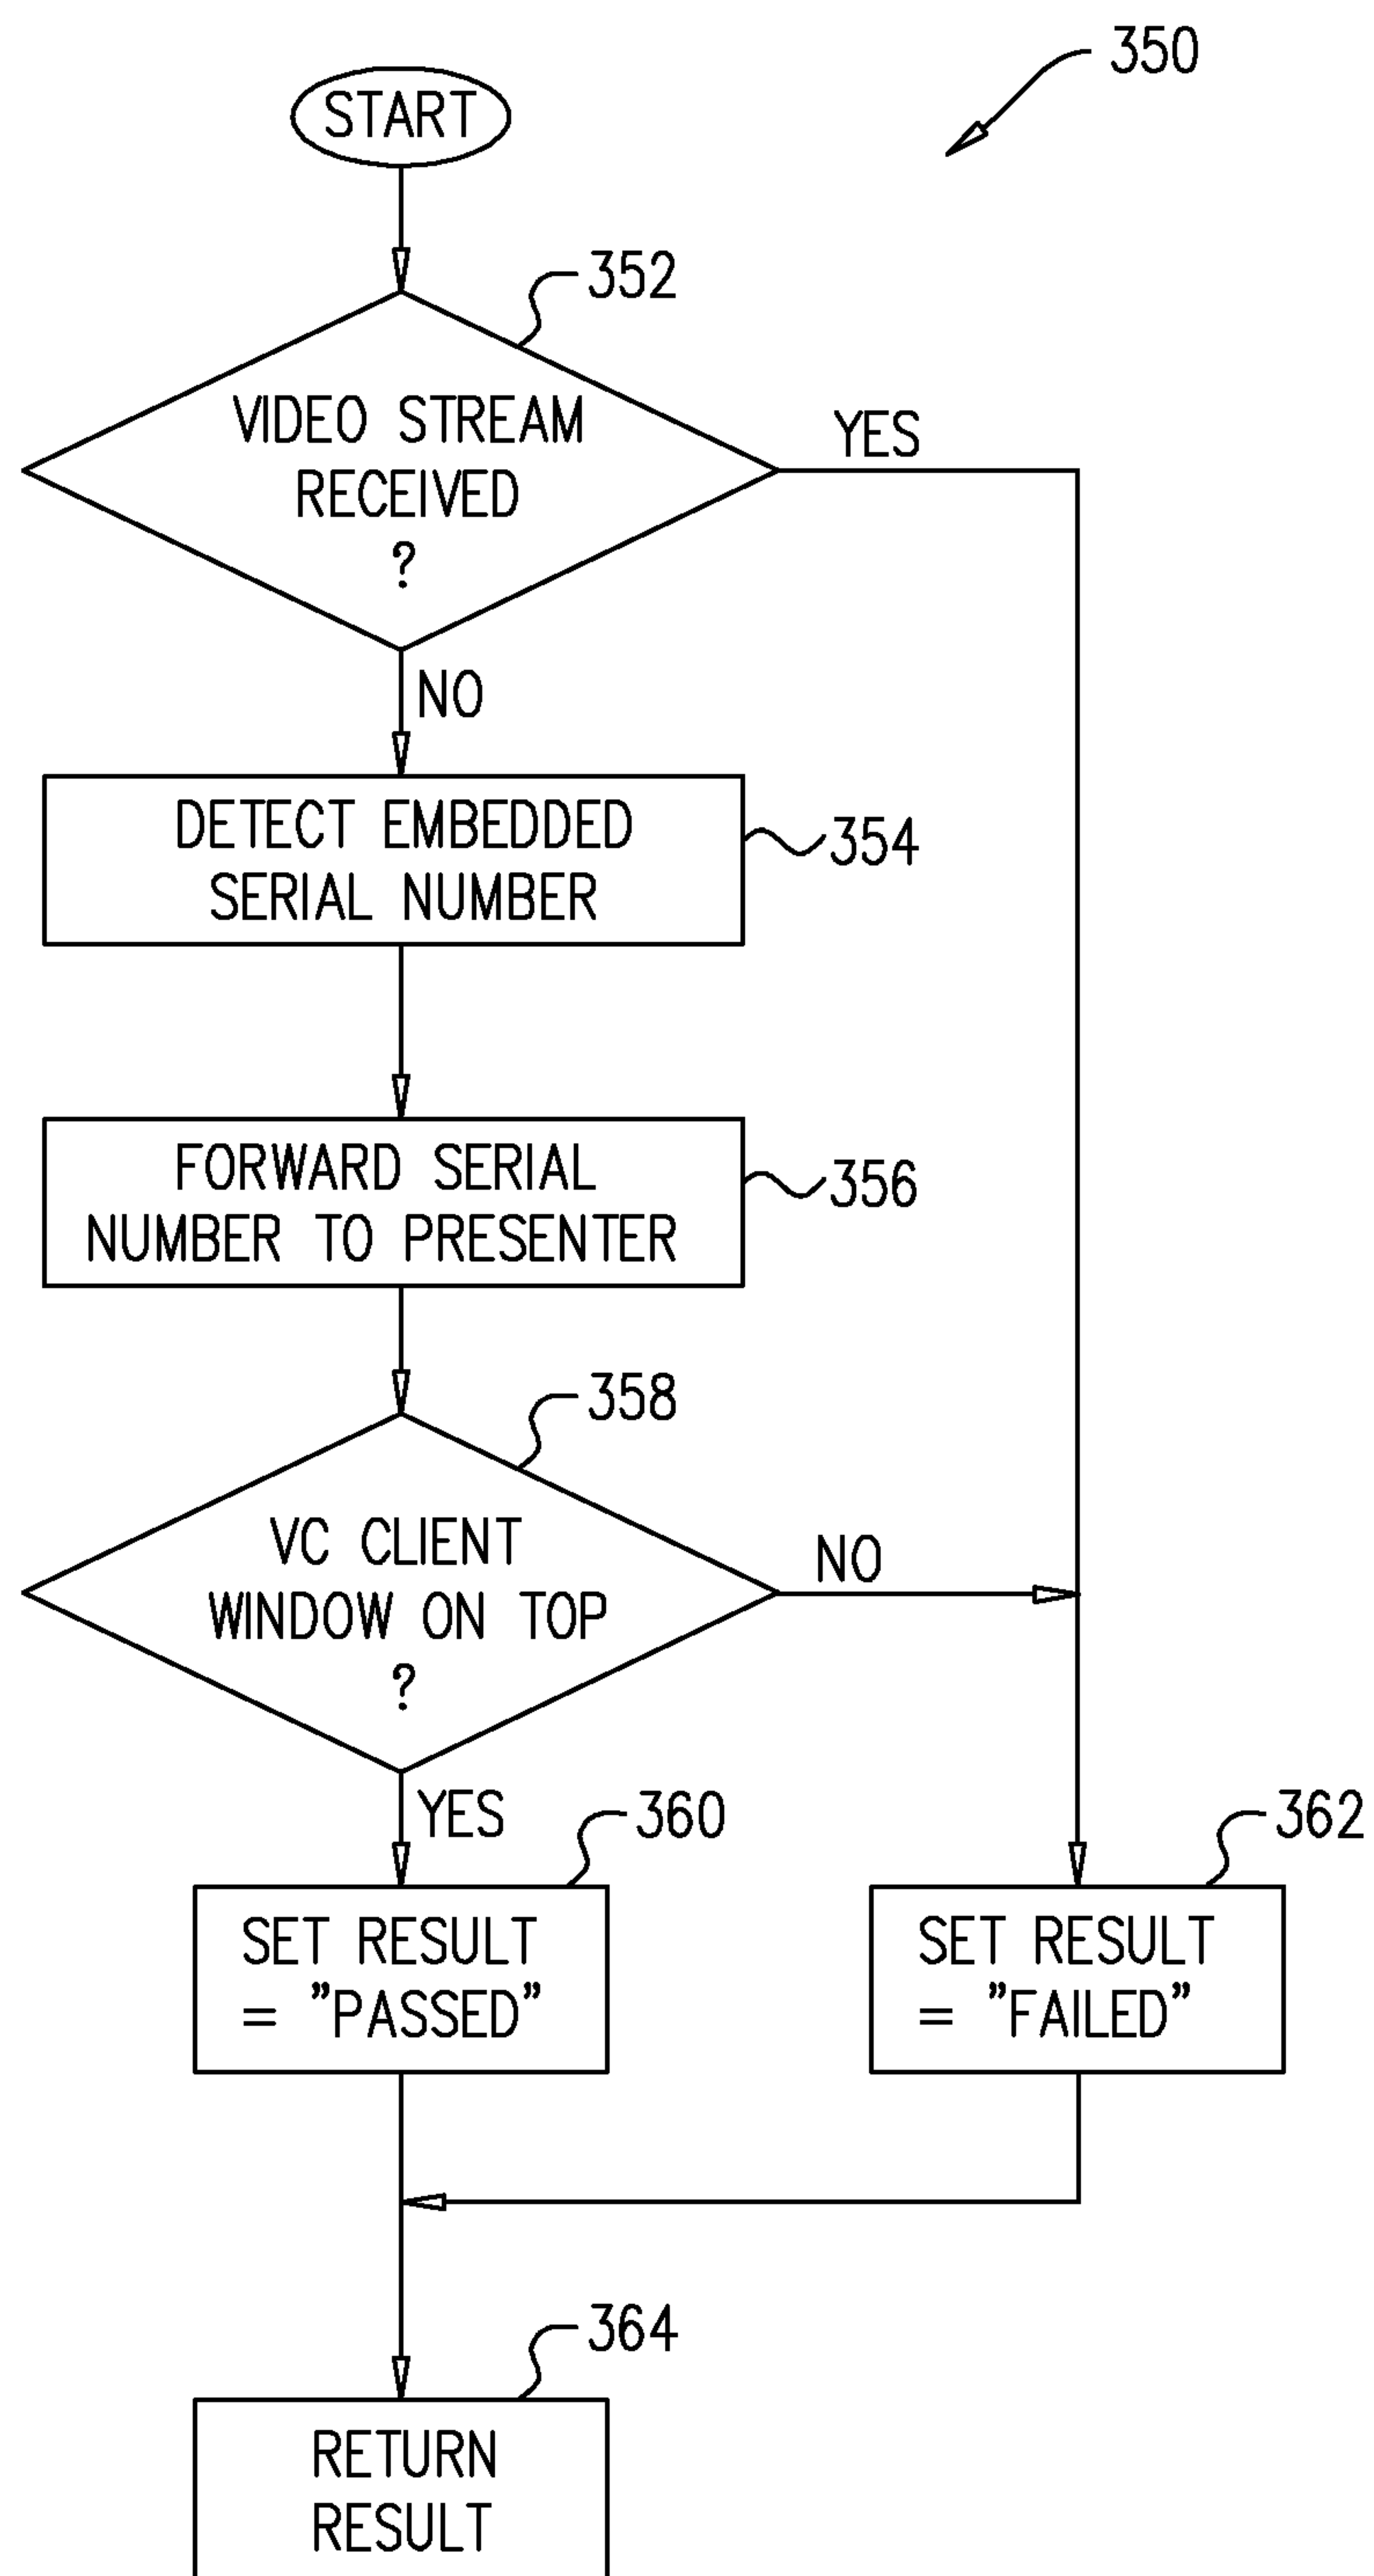 350
START
352
VIDEO STREAM
RECEIVED
?
YES
NO
DETECT EMBEDDED
SERIAL NUMBER
354
FORWARD SERIAL
NUMBER TO PRESENTER
356
358
VC CLIENT
WINDOW ON TOP
?
NO
YES
360
362
SET RESULT
= "PASSED"
SET RESULT
= "FAILED"
364
RETURN
RESULT